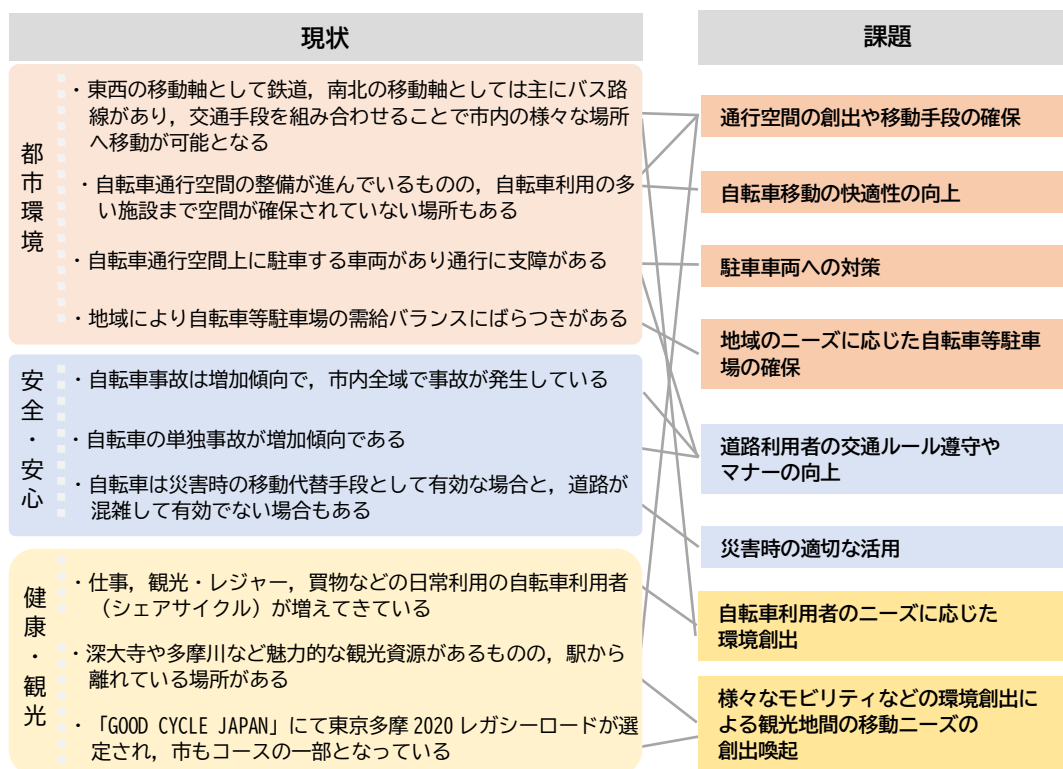 現状
都市環境
・東西の移動軸として鉄道，南北の移動軸としては主にバス路
線があり，交通手段を組み合わせることで市内の様々な場所
へ移動が可能となる
・自転車通行空間の整備が進んでいるものの，自転車利用の多
い施設まで空間が確保されていない場所もある
・自転車通行空間上に駐車する車両があり通行に支障がある
・地域により自転車等駐車場の需給バランスにばらつきがある
安全・安心
・自転車事故は増加傾向で，市内全域で事故が発生している
・自転車の単独事故が増加傾向である
・自転車は災害時の移動代替手段として有効な場合と，道路が
混雑して有効でない場合もある
健康・観光
・仕事，観光・レジャー，買物などの日常利用の自転車利用者
（シェアサイクル）が増えてきている
・深大寺や多摩川など魅力的な観光資源があるものの，駅から
離れている場所がある
・「GOOD CYCLE JAPAN」にて東京多摩 2020 レガシーロードが選
定され，市もコースの一部となっている
課題
通行空間の創出や移動手段の確保
自転車移動の快適性の向上
駐車車両への対策
地域のニーズに応じた自転車等駐車
場の確保
道路利用者の交通ルール遵守や
マナーの向上
災害時の適切な活用
自転車利用者のニーズに応じた
環境創出
様々なモビリティなどの環境創出に
よる観光地間の移動ニーズの
創出喚起